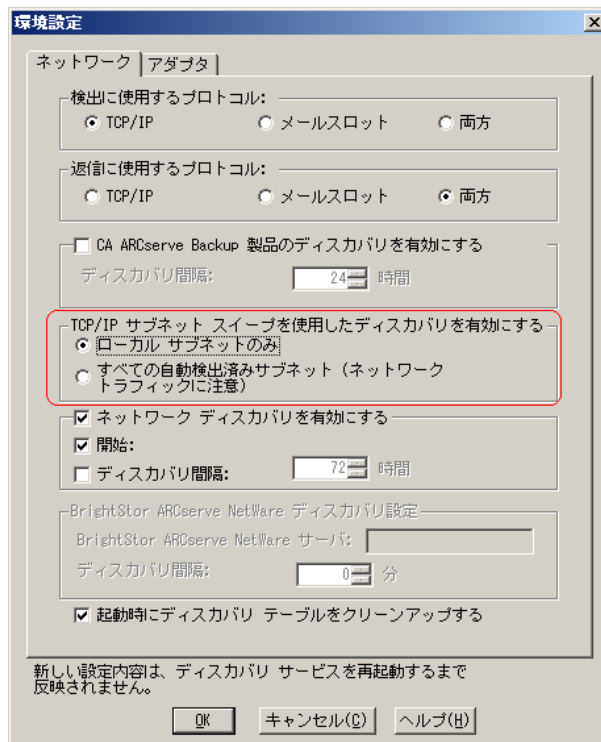 環境設定
ネットワーク アダプタ
検出に使用するプロトコル:
TCP/IP メールスロット 両方
返信に使用するプロトコル:
TCP/IP メールスロット 両方
CA ARCserve Backup 製品のディスカバリを有効にする
ディスカバリ間隔: 24 時間
TCP/IP サブネット スイープを使用したディスカバリを有効にする
ローカル サブネットのみ
すべての自動検出済みサブネット (ネットワーク
トラフィックに注意)
ネットワーク ディスカバリを有効にする
開始:
ディスカバリ間隔: 72 時間
BrightStor ARCserve NetWare ディスカバリ設定
BrightStor ARCserve NetWare サーバ:
ディスカバリ間隔: 0 分
起動時にディスカバリ テーブルをクリーンアップする
新しい設定内容は、ディスカバリ サービスを再起動するまで
反映されません。
OK キャンセル(C) ヘルプ(H)